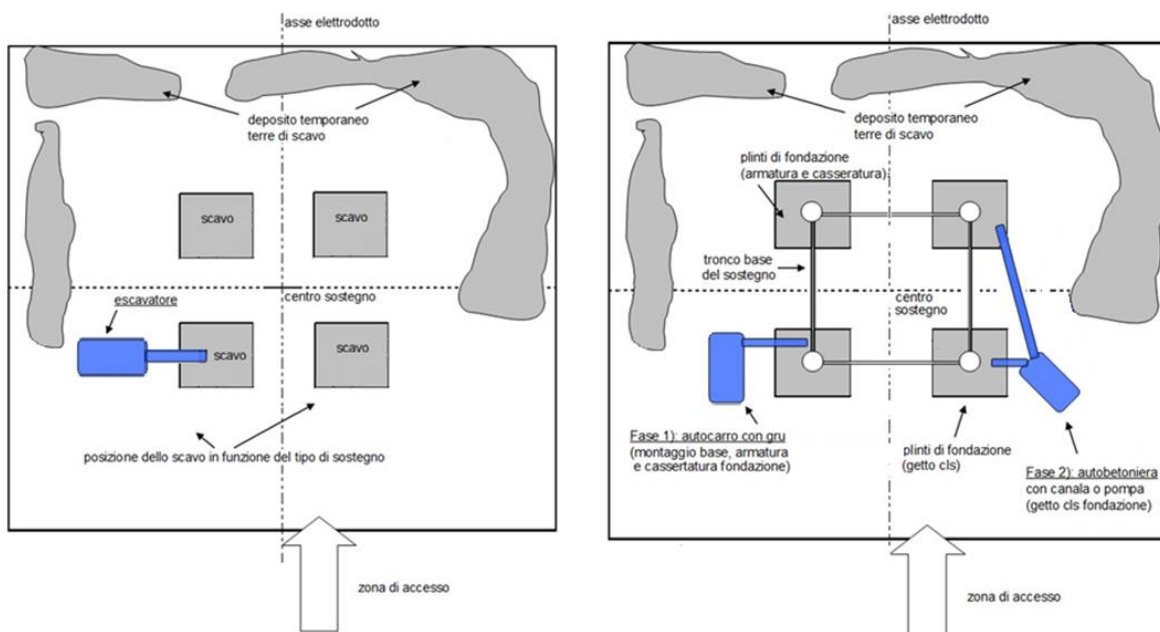 asse elettrodotto
deposito temporaneo
terre di scavo
scavo
scavo
escavatore
centro sostegno
scavo
scavo
posizione dello scavo in funzione del tipo di sostegno
zona di accesso
asse elettrodotto
deposito temporaneo
terre di scavo
plinti di fondazione
(armatura e casseratura)
tronco base
del sostegno
centro
sostegno
Fase 1): autocarro con gru
(montaggio base, armatura
e cassertatura fondazione)
plinti di fondazione
(getto cls)
Fase 2): autobetoniera
con canala o pompa
(getto cls fondazione)
zona di accesso